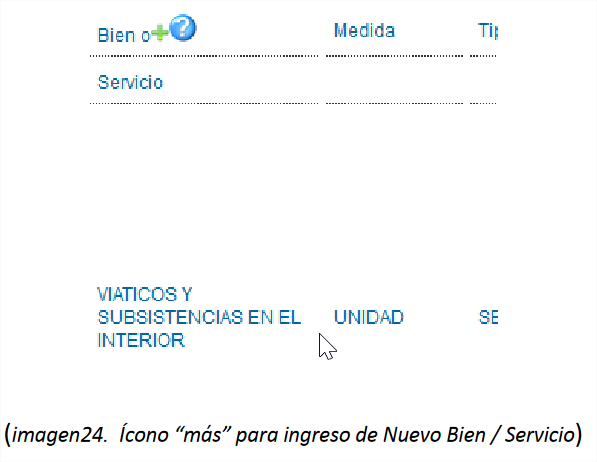 Bien o Medida Tip
Servicio
VIATICOS Y
SUBSISTENCIAS EN EL UNIDAD SE
INTERIOR
(imagen24. Ícono “más” para ingreso de Nuevo Bien / Servicio)